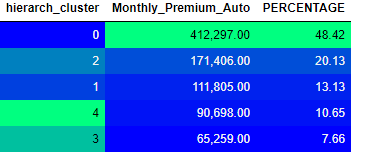 hierarch_cluster Monthly_Premium_Auto PERCENTAGE
0 412,297.00 48.42
2 171,406.00 20.13
1 111,805.00 13.13
4 90,698.00 10.65
3 65,259.00 7.66